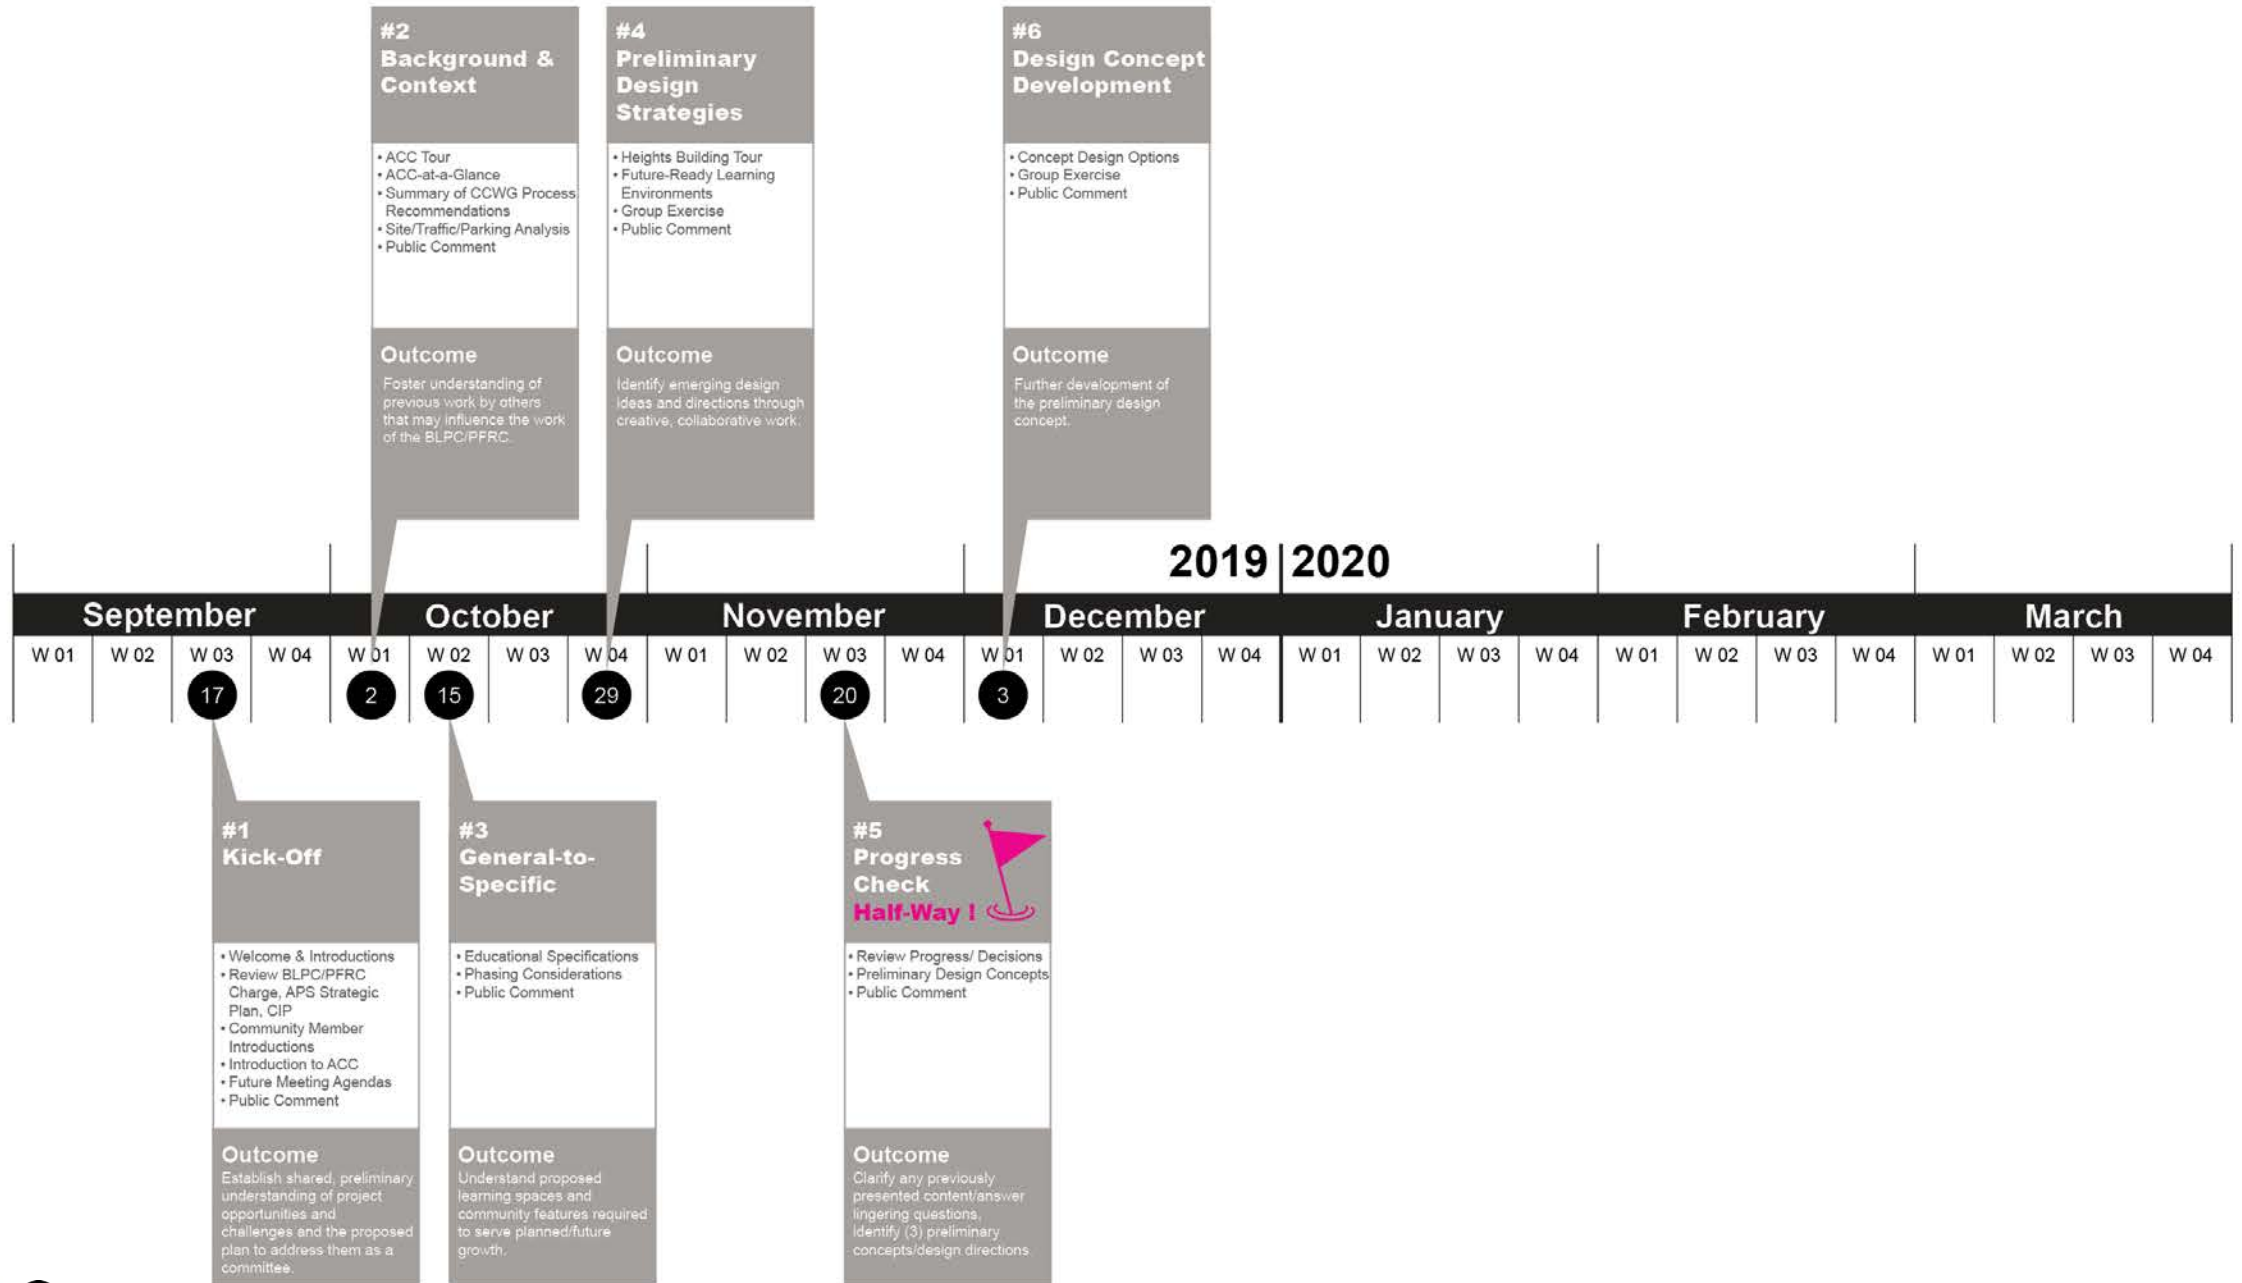 #2
Background &
Context
• ACC Tour
• ACC-at-a-Glance
• Summary of CCWG Process
Recommendations
• Site/Traffic/Parking Analysis
• Public Comment
Outcome
Foster understanding of
previous work by others
that may influence the work
of the BLPC/PFRC.
#4
Preliminary
Design
Strategies
• Heights Building Tour
• Future-Ready Learning
Environments
• Group Exercise
• Public Comment
Outcome
Identify emerging design
ideas and directions through
creative, collaborative work.
#6
Design Concept
Development
• Concept Design Options
• Group Exercise
• Public Comment
Outcome
Further development of
the preliminary design
concept.
2019 2020
September October November December January February March
W 01 W 02 W 03 W 04 W 01 W 02 W 03 W 04 W 01 W 02 W 03 W 04 W 01 W 02 W 03 W 04 W 01 W 02 W 03 W 04 W 01 W 02 W 03 W 04 W 01 W 02 W 03 W 04
17 2 15 29 20 3
#1
Kick-Off
• Welcome & Introductions
• Review BLPC/PFRC
Charge, APS Strategic
Plan, CIP
• Community Member
Introductions
• Introduction to ACC
• Future Meeting Agendas
• Public Comment
Outcome
Establish shared, preliminary
understanding of project
opportunities and
challenges and the proposed
plan to address them as a
committee.
#3
General-to-
Specific
• Educational Specifications
• Phasing Considerations
• Public Comment
Outcome
Understand proposed
learning spaces and
community features required
to serve planned/future
growth.
#5
Progress
Check
Half-Way !
• Review Progress/ Decisions
• Preliminary Design Concepts
• Public Comment
Outcome
Clarify any previously
presented content/answer
lingering questions,
identify (3) preliminary
concepts/design directions